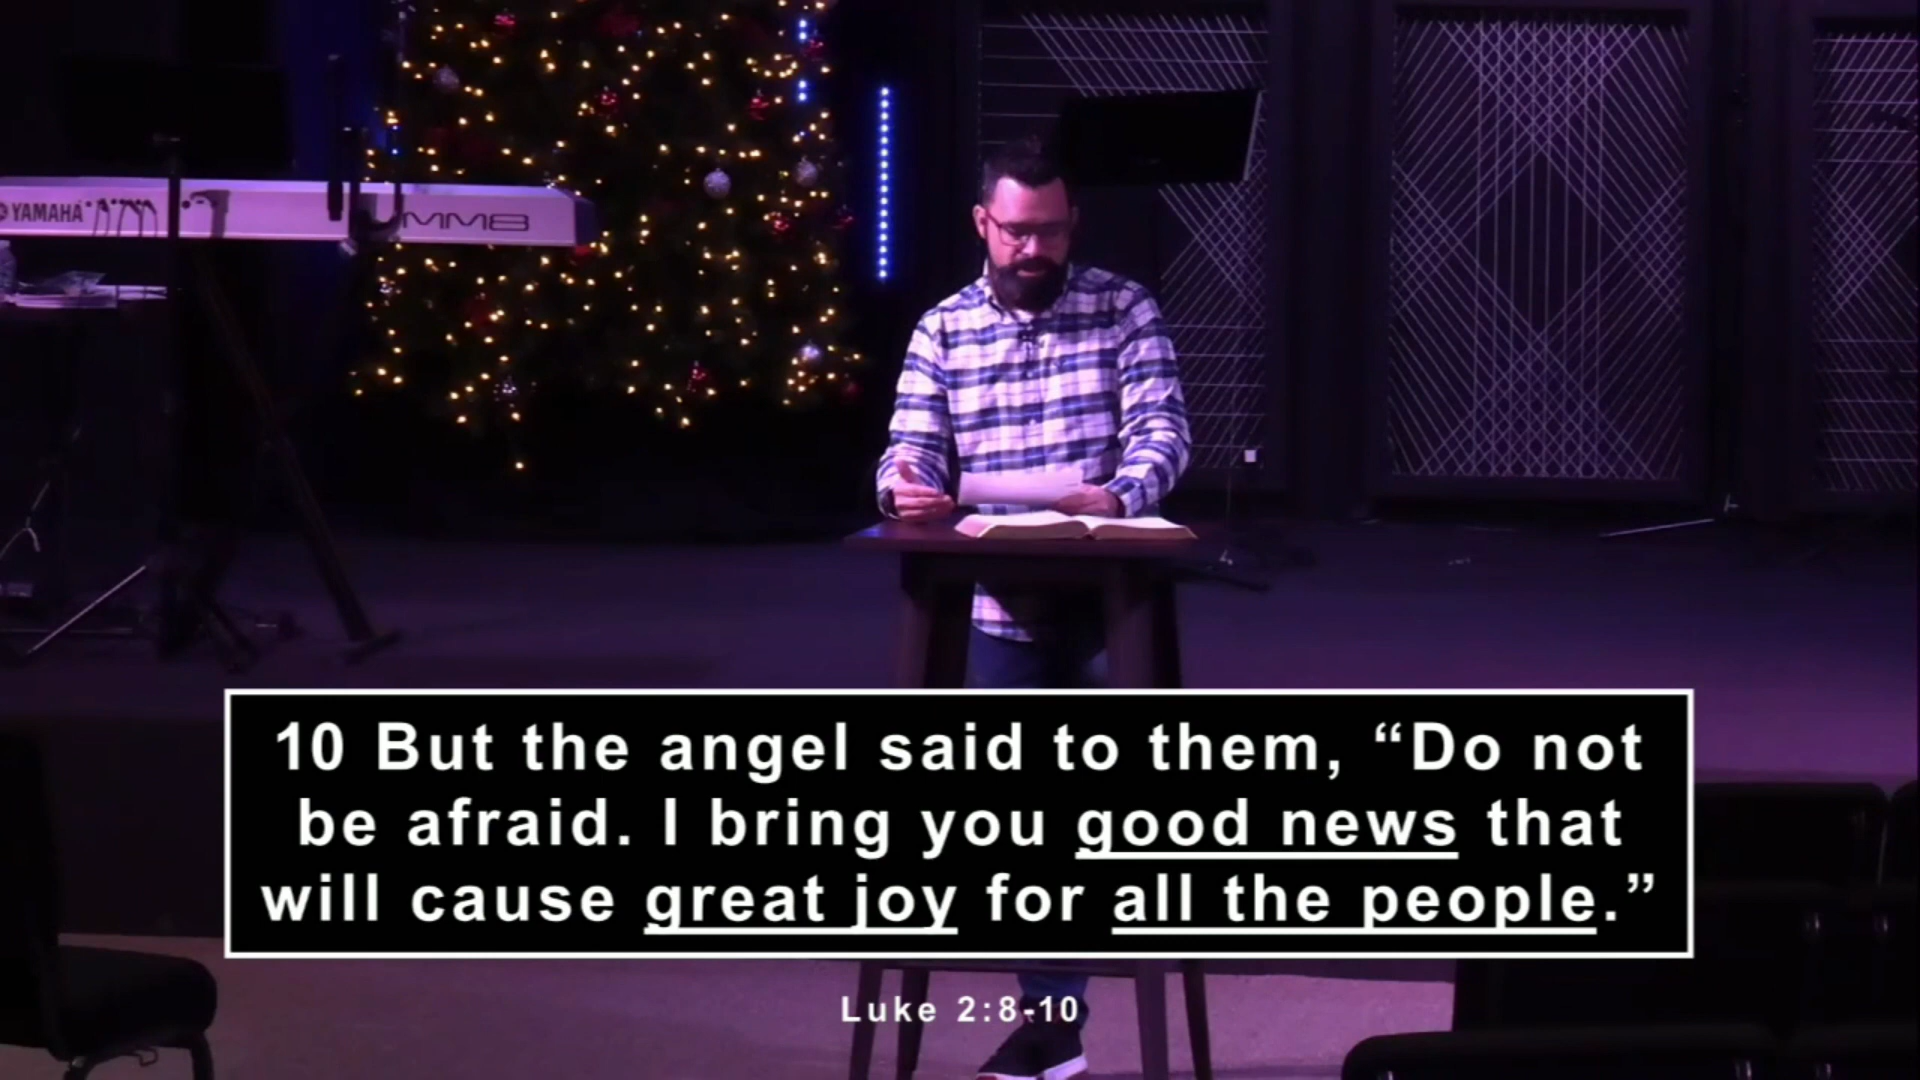 YAMAHA
MM8
10 But the angel said to them, “Do not
be afraid. I bring you good news that
will cause great joy for all the people.”
Luke 2:8-10